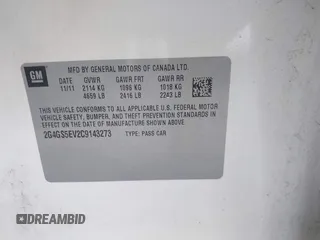 GM
MFD BY GENERAL MOTORS OF CANADA LTD.
11/11 GVWR GAWR FRT GAWR RR
2114 KG 1096 KG 1018 KG
4659 LB 2416 LB 2243 LB
THIS VEHICLE CONFORMS TO ALL APPLICABLE U.S. FEDERAL MOTOR
VEHICLE SAFETY, BUMPER, AND THEFT PREVENTION STANDARDS
IN EFFECT ON THE DATE OF MANUFACTURE SHOWN ABOVE.
2G4GS5EV2C9143273 TYPE: PASS CAR
DREAMBID